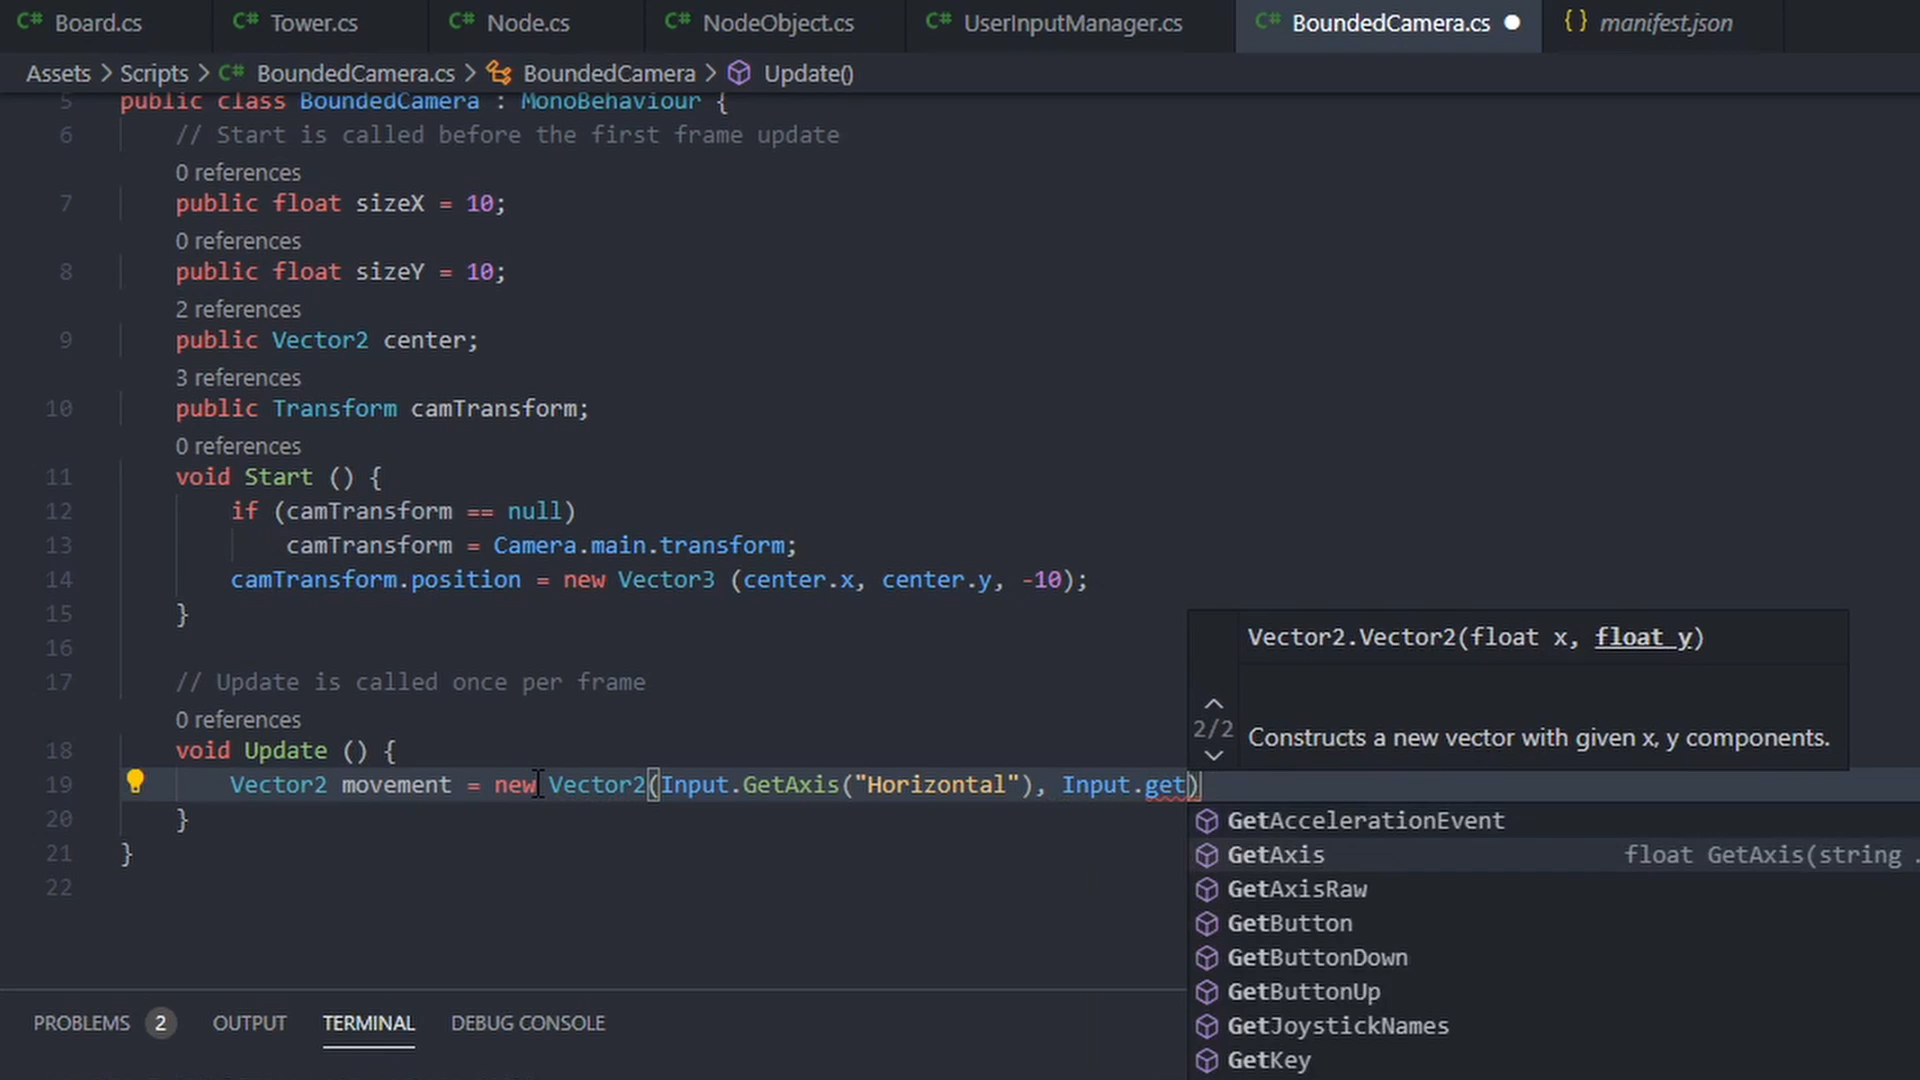 C# Board.cs C# Tower.cs C# Node.cs C# NodeObject.cs C# UserInputManager.cs C# BoundedCamera.cs {} manifest.json
Assets > Scripts > C# BoundedCamera.cs > BoundedCamera > Update()
5 public class BoundedCamera : MonoBehaviour {
6 // Start is called before the first frame update
0 references
7 public float sizeX = 10;
0 references
8 public float sizeY = 10;
2 references
9 public Vector2 center;
3 references
10 public Transform camTransform;
0 references
11 void Start () {
12 if (camTransform == null)
13 camTransform = Camera.main.transform;
14 camTransform.position = new Vector3 (center.x, center.y, -10);
15 }
16
17 // Update is called once per frame
0 references
18 void Update () {
19 Vector2 movement = new Vector2(Input.GetAxis("Horizontal"), Input.get)
20 }
21 }
22
Vector2.Vector2(float x, float y)
2/2
Constructs a new vector with given x, y components.
GetAccelerationEvent
GetAxis float GetAxis(string .
GetAxisRaw
GetButton
GetButtonDown
GetButtonUp
GetJoystickNames
GetKey
PROBLEMS 2 OUTPUT TERMINAL DEBUG CONSOLE